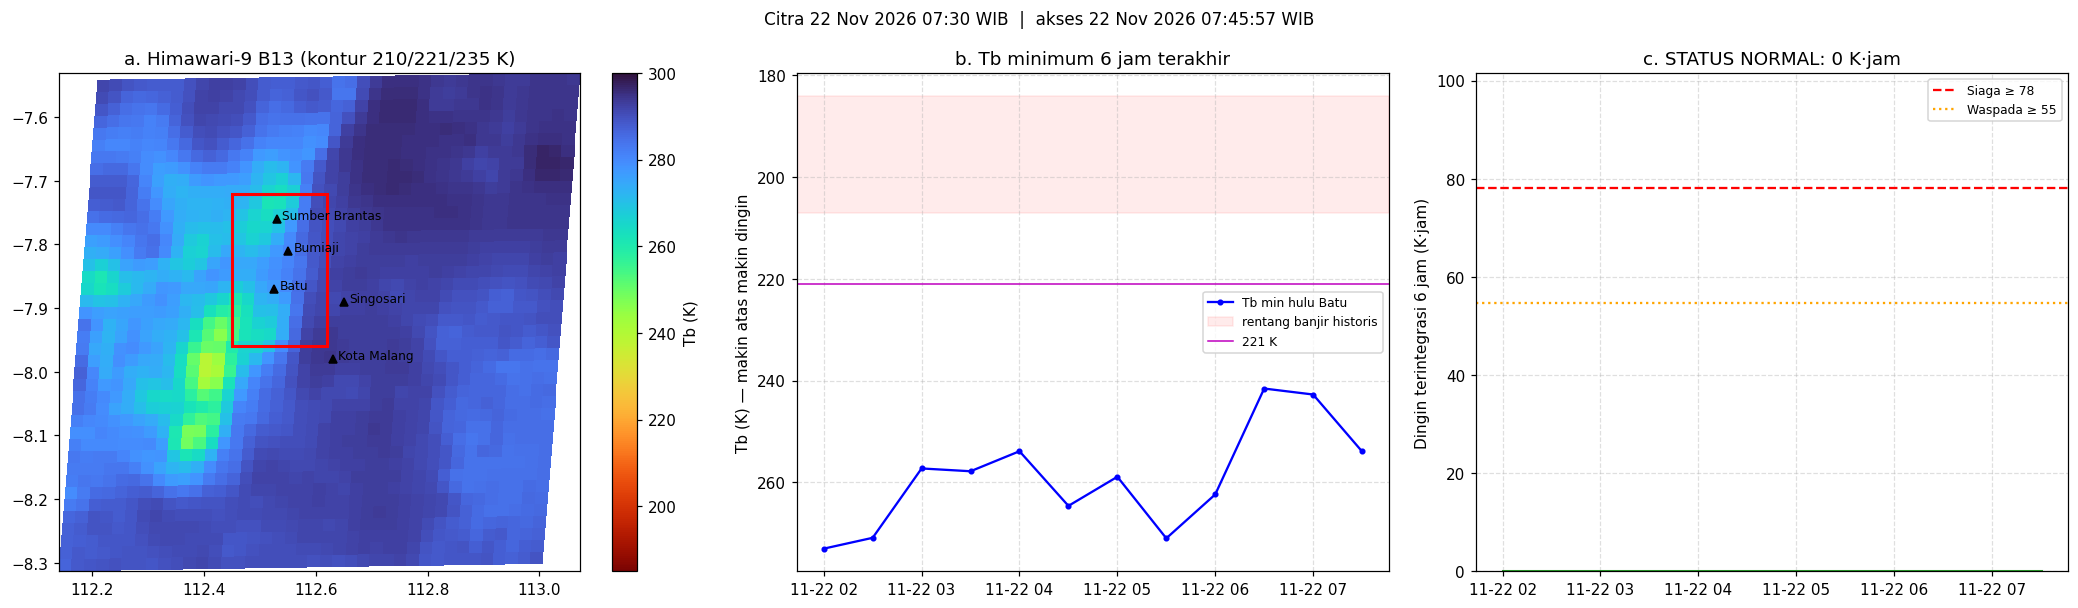 Citra 22 Nov 2026 07:30 WIB  |  akses 22 Nov 2026 07:45:57 WIB
a. Himawari-9 B13 (kontur 210/221/235 K)
−7.6
−7.7
−7.8
−7.9
−8.0
−8.1
−8.2
−8.3
112.2
112.4
112.6
112.8
113.0
Sumber Brantas
Bumiaji
Batu
Singosari
Kota Malang
300
280
260
240
220
200
Tb (K)
b. Tb minimum 6 jam terakhir
Tb (K) — makin atas makin dingin
180
200
220
240
260
Tb min hulu Batu
rentang banjir historis
221 K
11-22 02
11-22 03
11-22 04
11-22 05
11-22 06
11-22 07
c. STATUS NORMAL: 0 K·jam
Dingin terintegrasi 6 jam (K·jam)
100
80
60
40
20
0
Siaga ≥ 78
Waspada ≥ 55
11-22 02
11-22 03
11-22 04
11-22 05
11-22 06
11-22 07